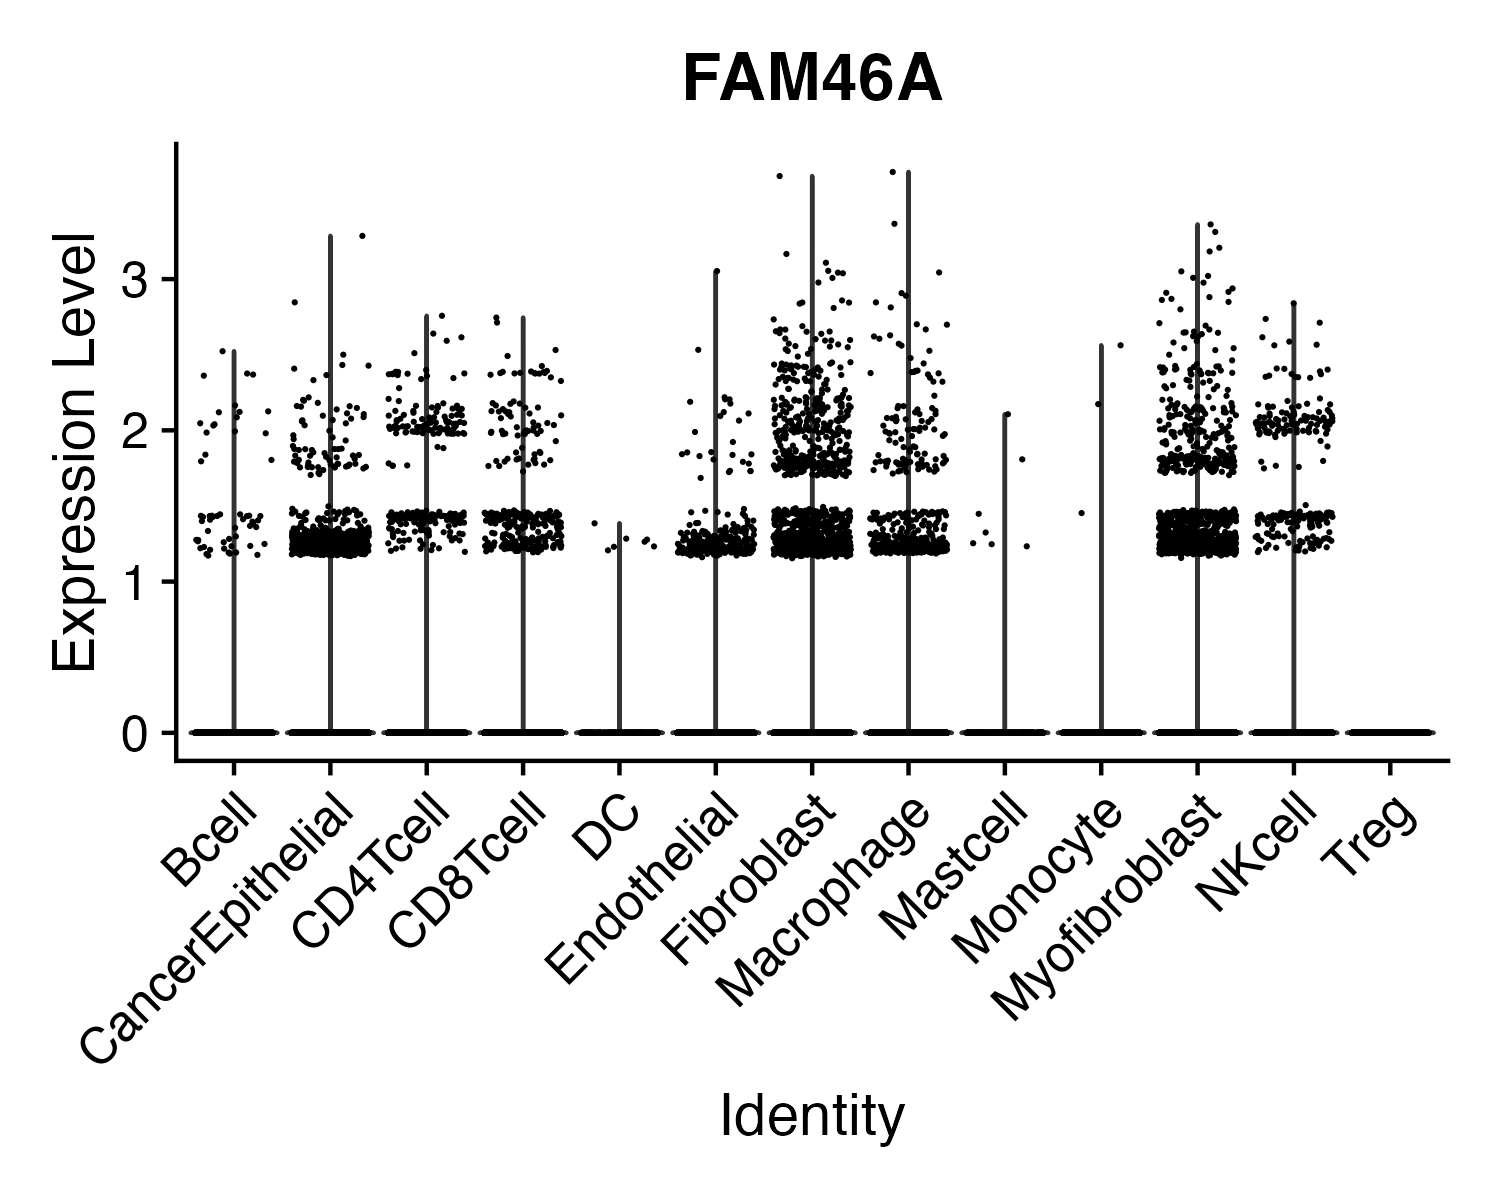 FAM46A
Expression Level
3
2
1
0
Bcell
CancerEpithelial
CD4Tcell
CD8Tcell
DC
Endothelial
Fibroblast
Macrophage
Mastcell
Monocyte
Myofibroblast
NKcell
Treg
Identity